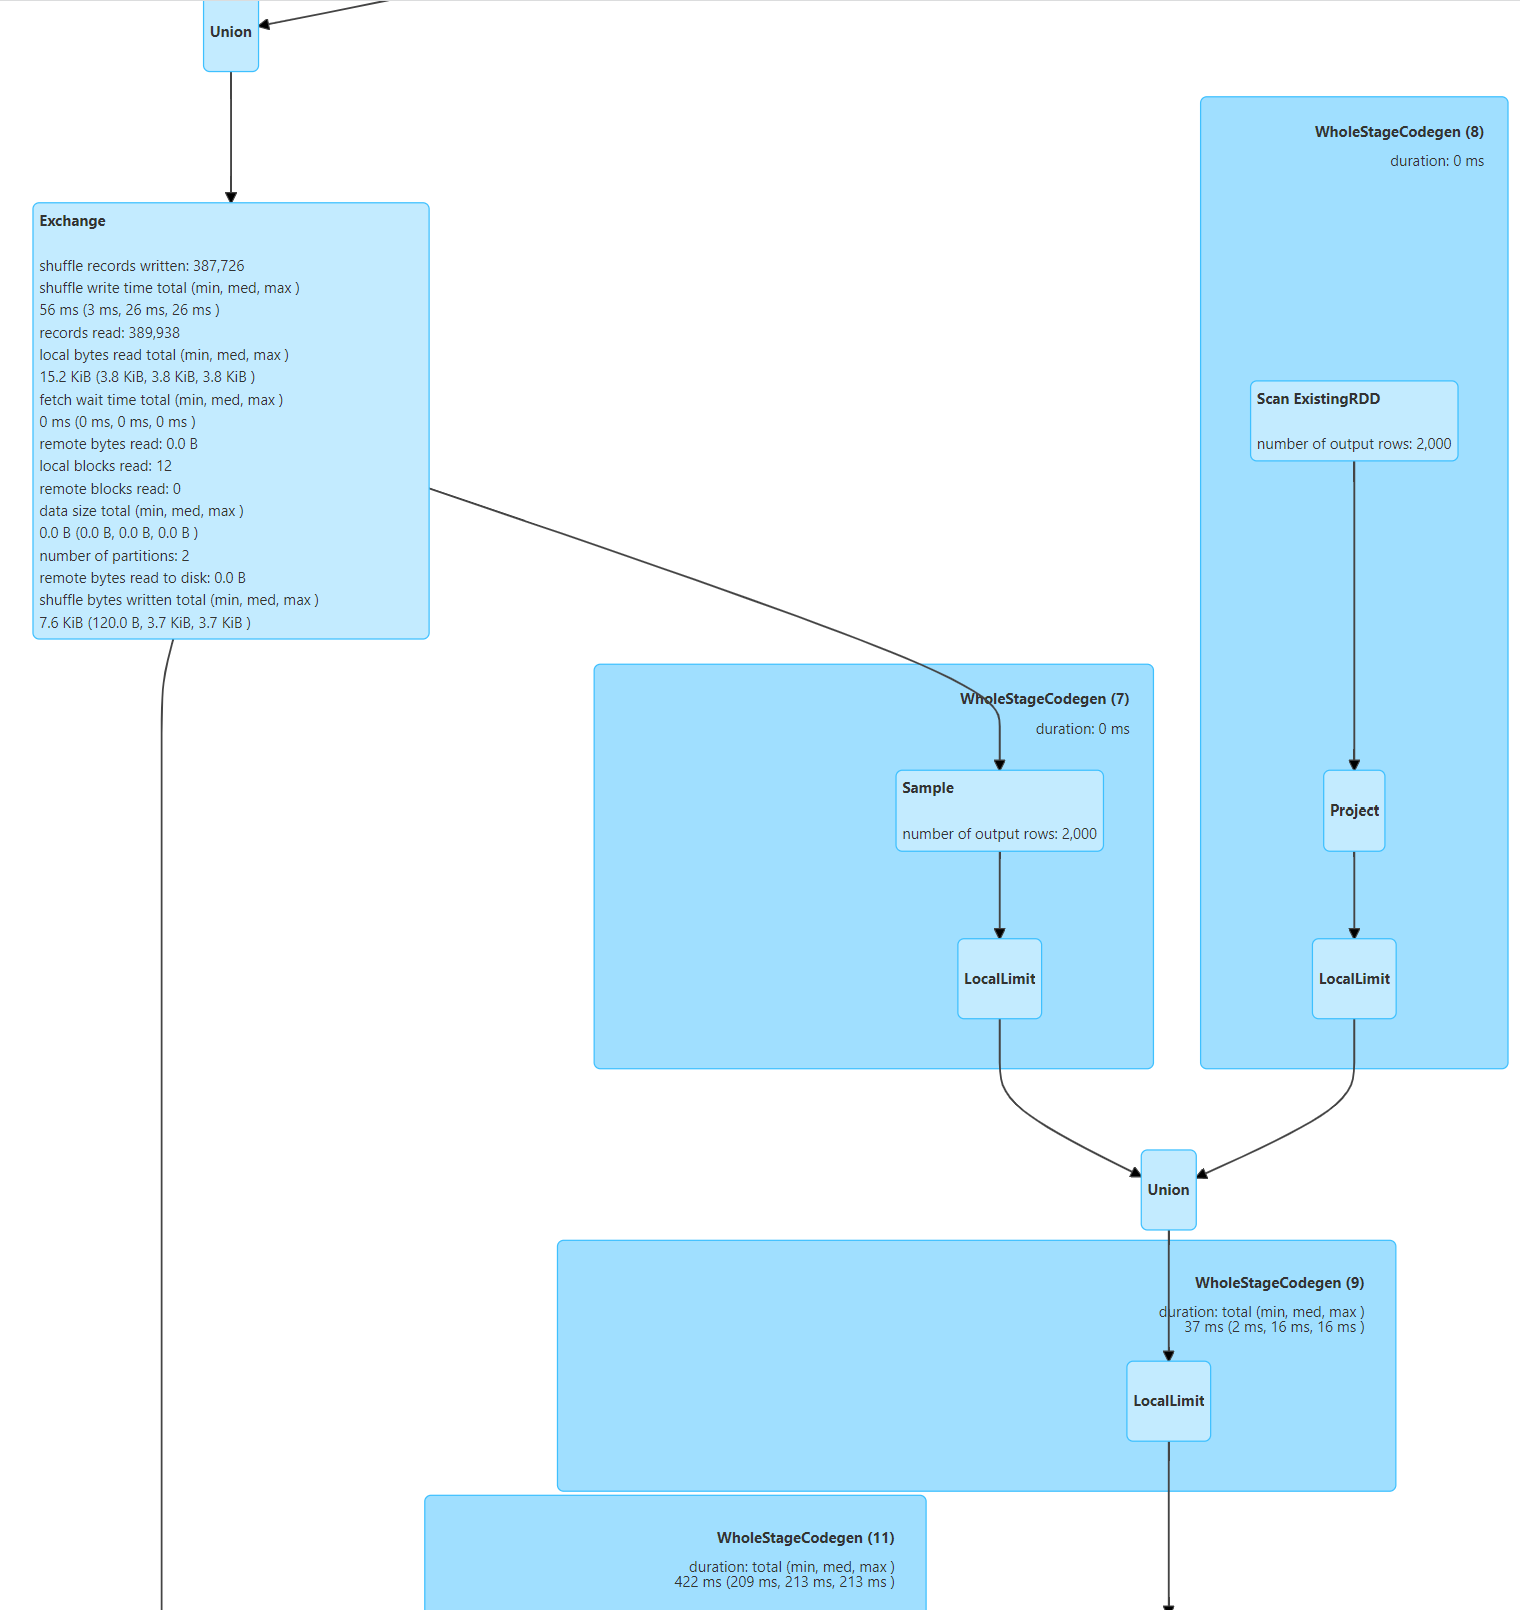 Union
WholeStageCodegen (8)
duration: 0 ms
Exchange
shuffle records written: 387,726
shuffle write time total (min, med, max )
56 ms (3 ms, 26 ms, 26 ms )
records read: 389,938
local bytes read total (min, med, max )
15.2 KiB (3.8 KiB, 3.8 KiB, 3.8 KiB )
fetch wait time total (min, med, max )
0 ms (0 ms, 0 ms, 0 ms )
remote bytes read: 0.0 B
local blocks read: 12
remote blocks read: 0
data size total (min, med, max )
0.0 B (0.0 B, 0.0 B, 0.0 B )
number of partitions: 2
remote bytes read to disk: 0.0 B
shuffle bytes written total (min, med, max )
7.6 KiB (120.0 B, 3.7 KiB, 3.7 KiB )
Scan ExistingRDD
number of output rows: 2,000
WholeStageCodegen (7)
duration: 0 ms
Sample
number of output rows: 2,000
Project
LocalLimit
LocalLimit
Union
WholeStageCodegen (9)
duration: total (min, med, max )
37 ms (2 ms, 16 ms, 16 ms )
LocalLimit
WholeStageCodegen (11)
duration: total (min, med, max )
422 ms (209 ms, 213 ms, 213 ms )